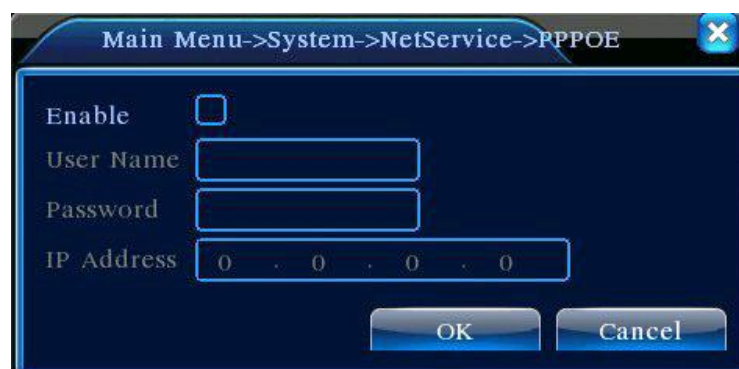 Main Menu->System->NetService->PPPOE
Enable
User Name
Password
IP Address 0 . 0 . 0 . 0
OK Cancel